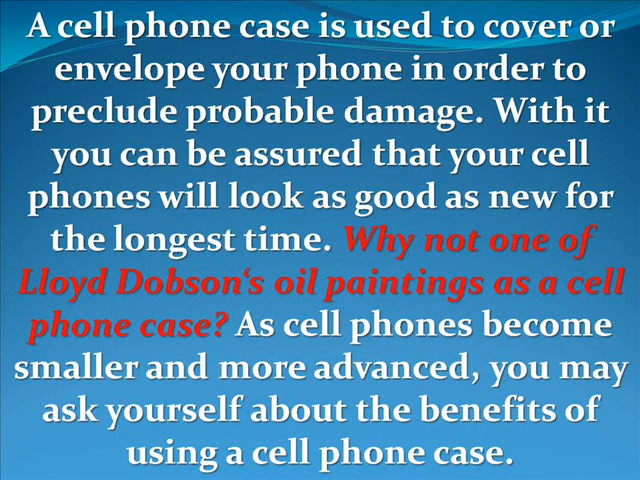 A cell phone case is used to cover or
envelope your phone in order to
preclude probable damage. With it
you can be assured that your cell
phones will look as good as new for
the longest time. Why not one of
Lloyd Dobson‘s oil paintings as a cell
phone case? As cell phones become
smaller and more advanced, you may
ask yourself about the benefits of
using a cell phone case.